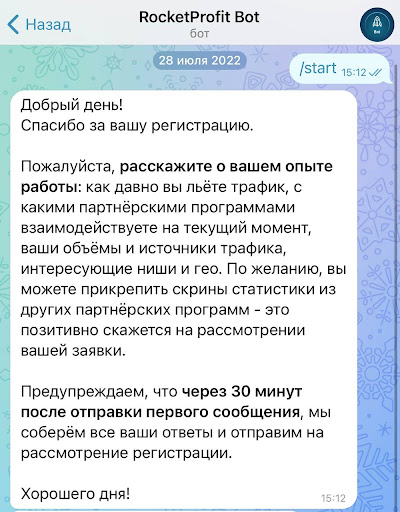 Назад
RocketProfit Bot
бот
Bot
28 июля 2022
/start 15:12
Добрый день!
Спасибо за вашу регистрацию.
Пожалуйста, расскажите о вашем опыте
работы: как давно вы льёте трафик, с
какими партнёрскими программами
взаимодействуете на текущий момент,
ваши объёмы и источники трафика,
интересующие ниши и гео. По желанию, вы
можете прикрепить скрины статистики из
других партнёрских программ - это
позитивно скажется на рассмотрении
вашей заявки.
Предупреждаем, что через 30 минут
после отправки первого сообщения, мы
соберём все ваши ответы и отправим на
рассмотрение регистрации.
Хорошего дня!
15:12